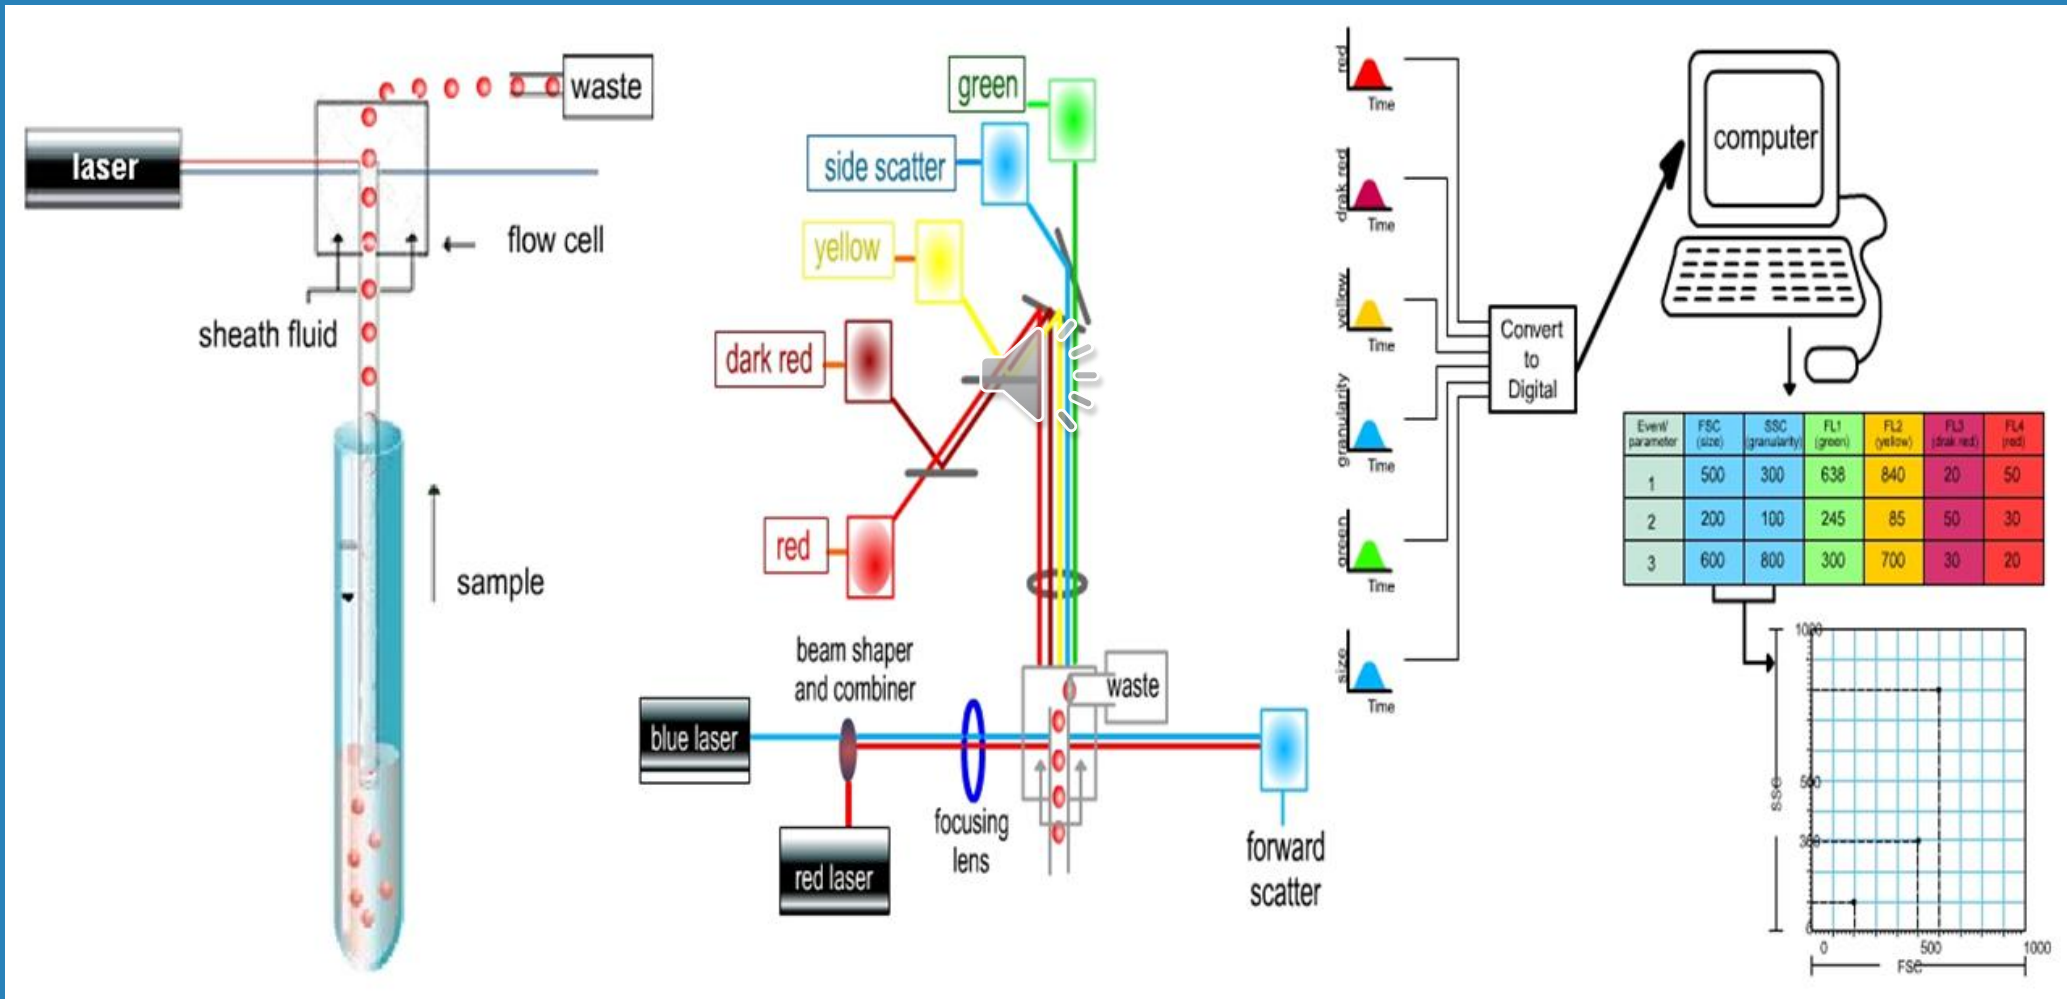 waste
laser
flow cell
sheath fluid
sample
green
side scatter
yellow
dark red
red
beam shaper
and combiner
blue laser
red laser
focusing
lens
waste
forward
scatter
red
Time
drak red
Time
yellow
Time
granularity
Time
green
Time
size
Time
Convert
to
Digital
computer
Event/ parameter FSC (size) SSC (granularity) FL1 (green) FL2 (yellow) FL3 (drak red) FL4 (red)
1 500 300 638 840 20 50
2 200 100 245 85 50 30
3 600 800 300 700 30 20
1000
500
300
0
SSC
0 500 1000
FSC